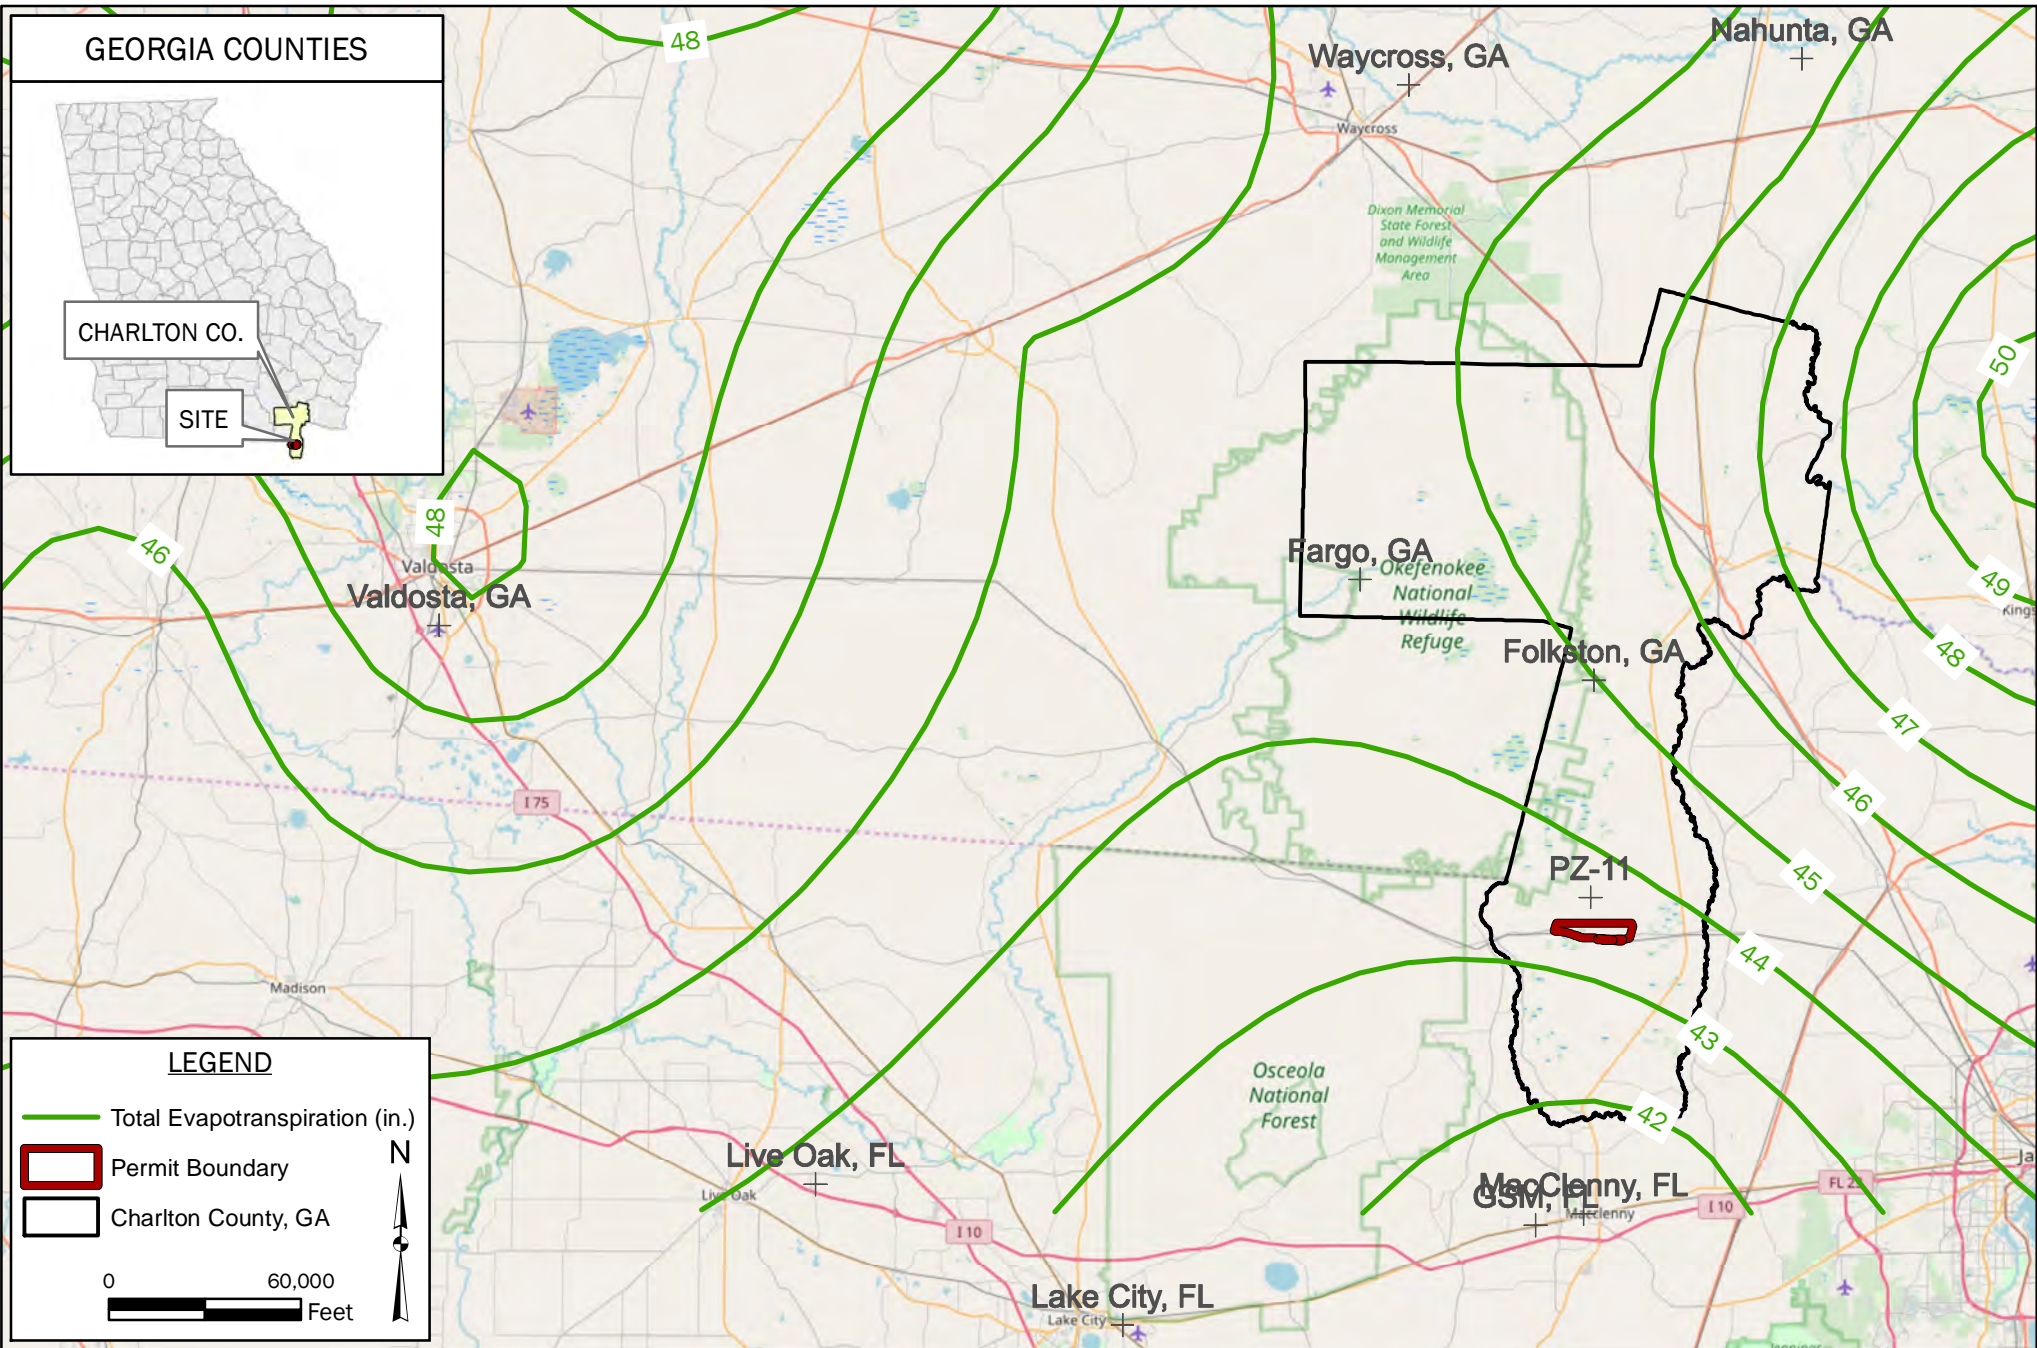 GEORGIA COUNTIES
CHARLTON CO.
SITE
48
Waycross, GA
Nahunta, GA
Waycross
Dixon Memorial
State Forest
and Wildlife
Management
Area
50
46
48
Valdosta
Valdosta, GA
Fargo, GA
Okefenokee
National
Wildlife
Refuge
Folkston, GA
49
Kings
48
47
46
45
44
43
42
I 75
PZ-11
Madison
Osceola
National
Forest
Live Oak, FL
Live Oak
I 10
MacClenny, FL
GSM, FL
Macclenny
I 10
FL 23
Ja
Lake City, FL
Lake City
LEGEND
Total Evapotranspiration (in.)
Permit Boundary
Charlton County, GA
N
0
60,000
Feet